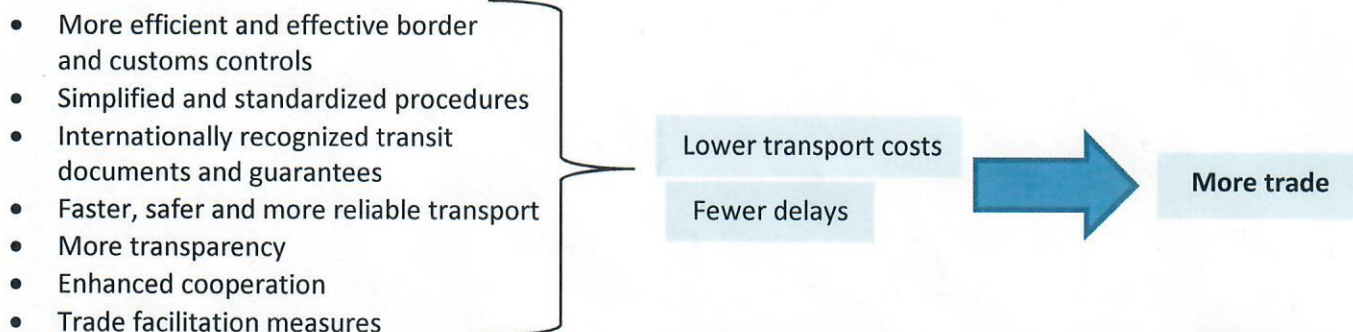 • More efficient and effective border
and customs controls
• Simplified and standardized procedures
• Internationally recognized transit
documents and guarantees
• Faster, safer and more reliable transport
• More transparency
• Enhanced cooperation
• Trade facilitation measures
Lower transport costs
Fewer delays
More trade